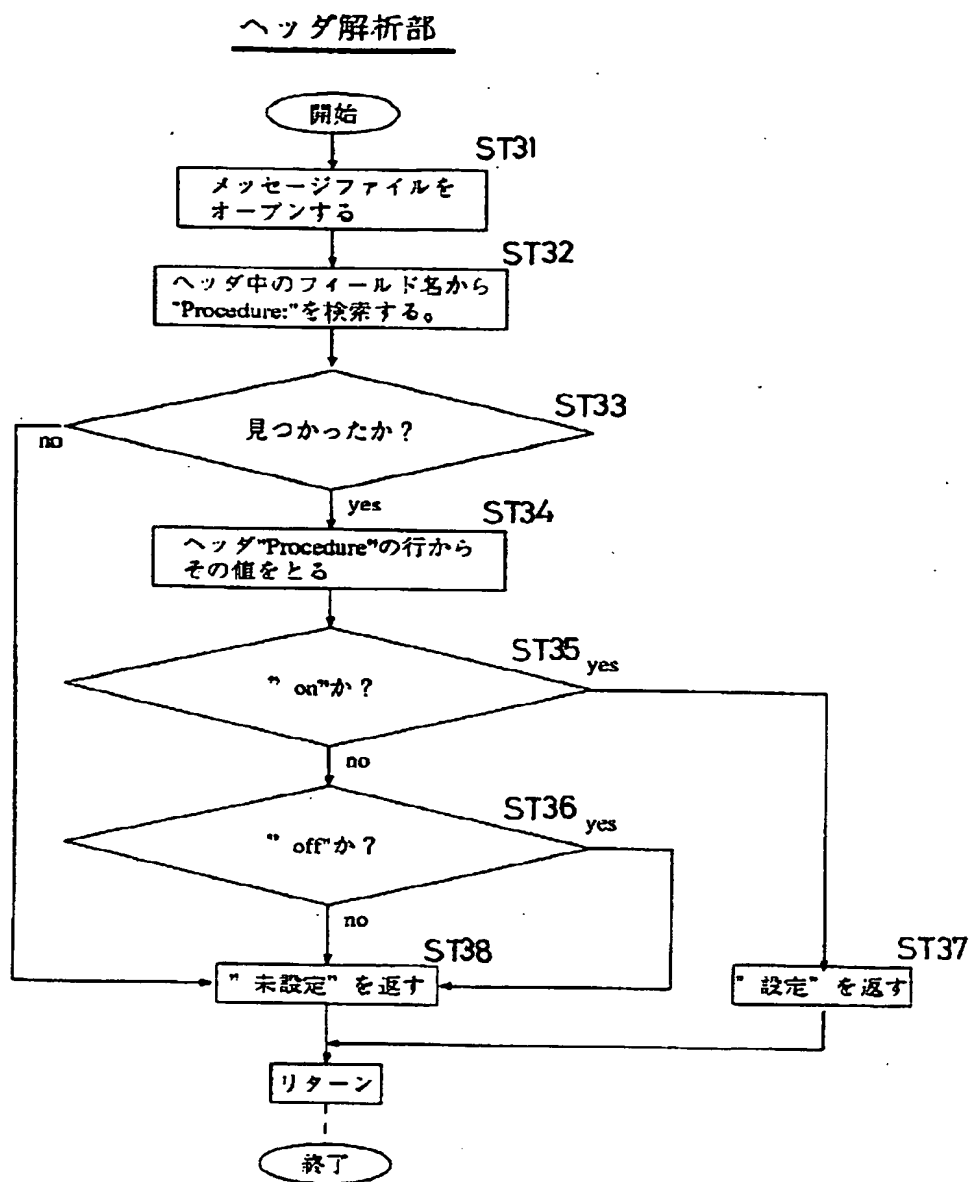 ヘッダ解析部
開始
ST31
メッセージファイルを
オープンする
ST32
ヘッダ中のフィールド名から
"Procedure:"を検索する。
ST33
見つかったか？
no
yes
ST34
ヘッダ"Procedure"の行から
その値をとる
ST35
yes
" on"か？
no
ST36
yes
" off"か？
no
ST38
" 未設定" を返す
ST37
" 設定" を返す
リターン
終了